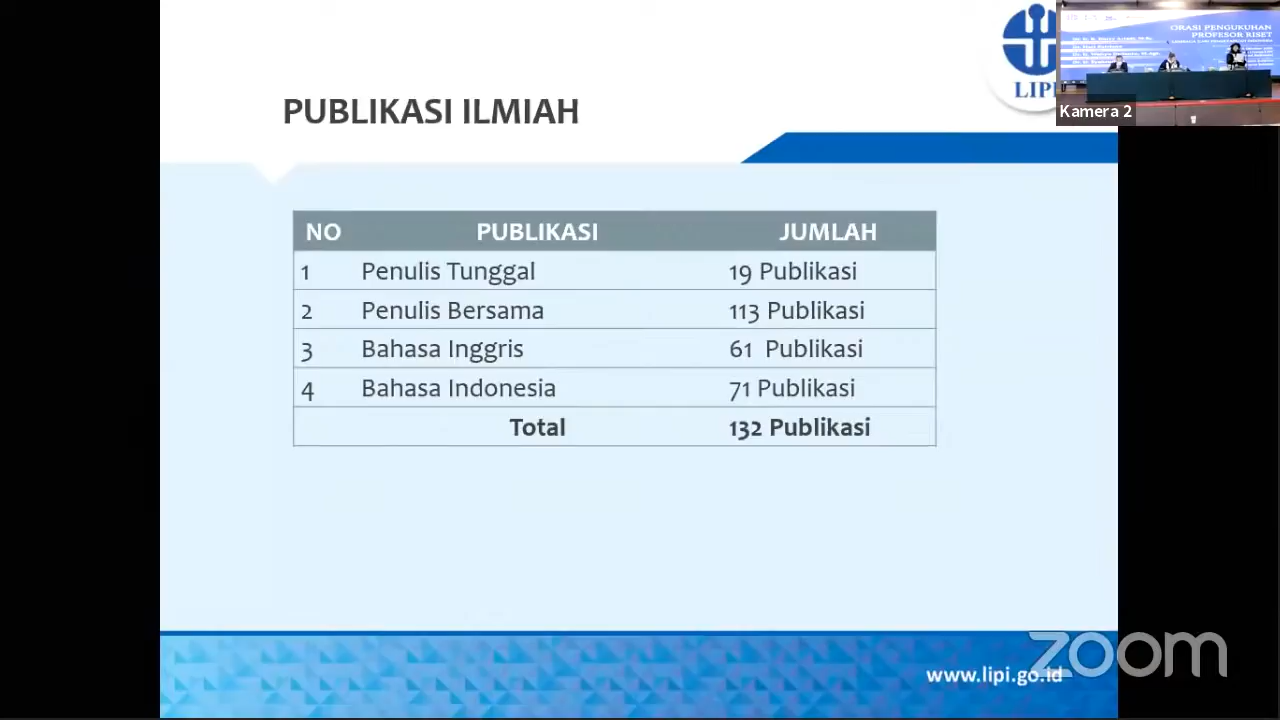 PUBLIKASI ILMIAH
LIPI
ORASI PENGUKUHAN
PROFESOR RISET
Kamera 2
NO PUBLIKASI JUMLAH
1 Penulis Tunggal 19 Publikasi
2 Penulis Bersama 113 Publikasi
3 Bahasa Inggris 61 Publikasi
4 Bahasa Indonesia 71 Publikasi
Total 132 Publikasi
zoom
www.lipi.go.id